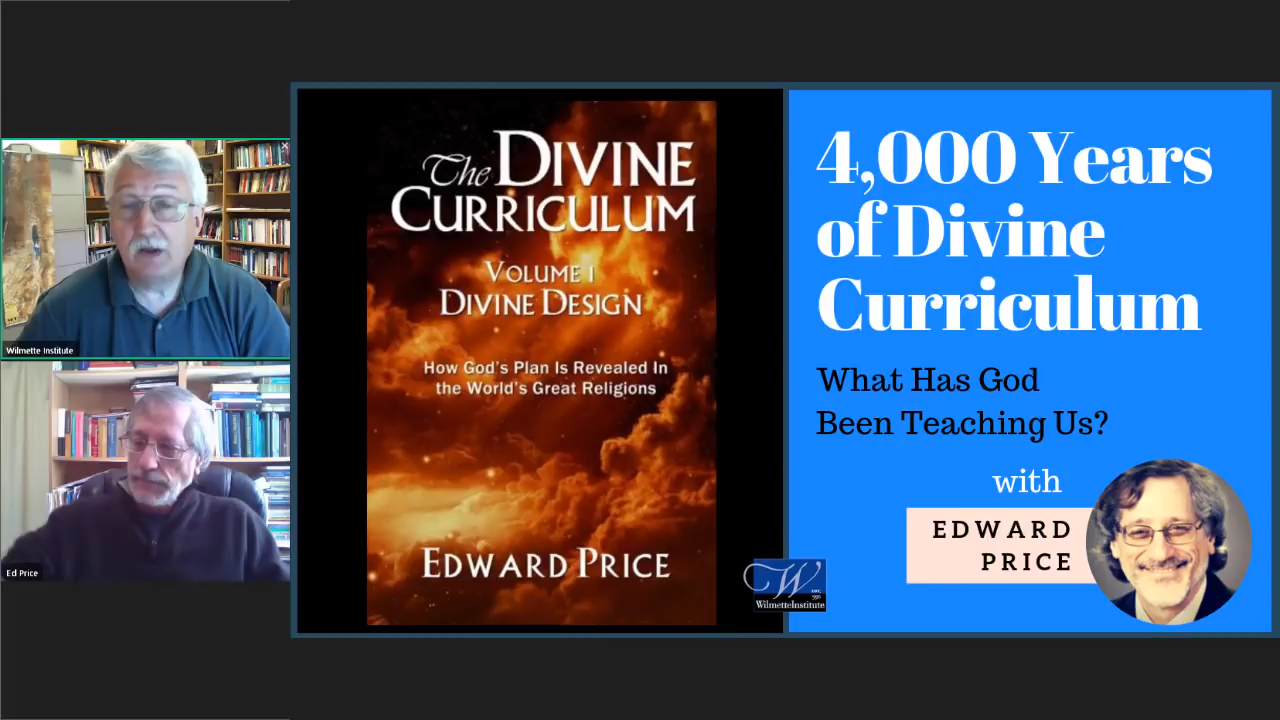 Wilmette Institute
Ed Price
The DIVINE
CURRICULUM
VOLUME I
DIVINE DESIGN
How God's Plan Is Revealed In
the World's Great Religions
EDWARD PRICE
W
WilmetteInstitute
4,000 Years
of Divine
Curriculum
What Has God
Been Teaching Us?
with
EDWARD
PRICE